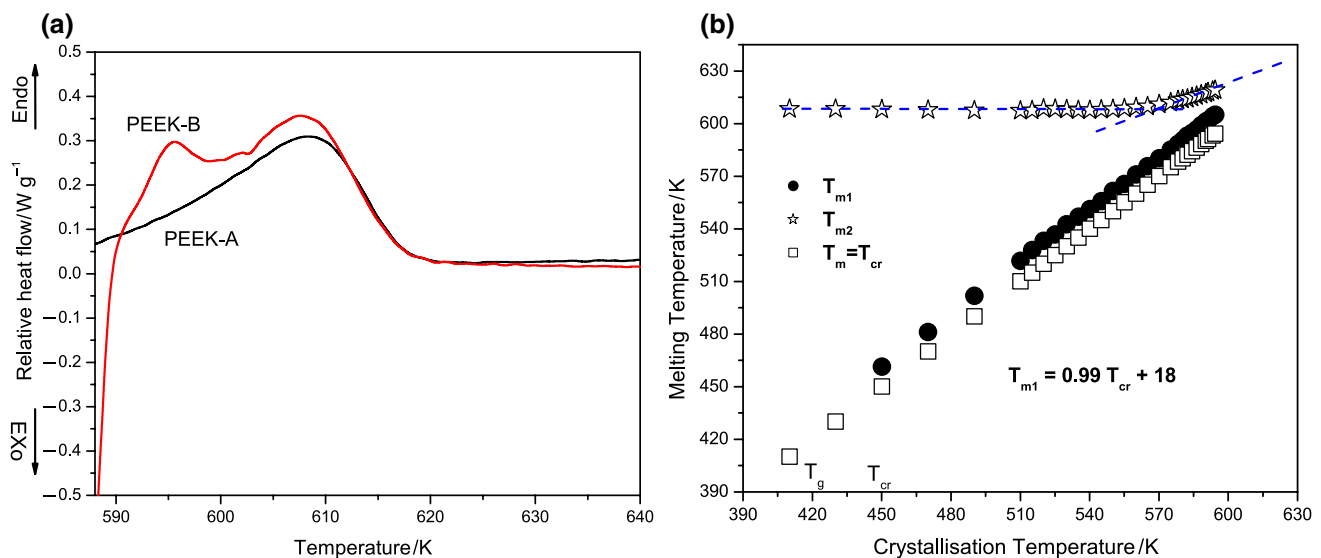 (a)
0.5
0.4
0.3
0.2
0.1
0.0
−0.1
−0.2
−0.3
−0.4
−0.5
Endo
Relative heat flow/W g⁻¹
EXO
PEEK-B
PEEK-A
590 600 610 620 630 640
Temperature/K
(b)
630
600
570
540
510
480
450
420
390
Melting Temperature/K
Tm1
Tm2
Tm=Tcr
Tm1 = 0.99 Tcr + 18
Tg Tcr
390 420 450 480 510 540 570 600 630
Crystallisation Temperature/K